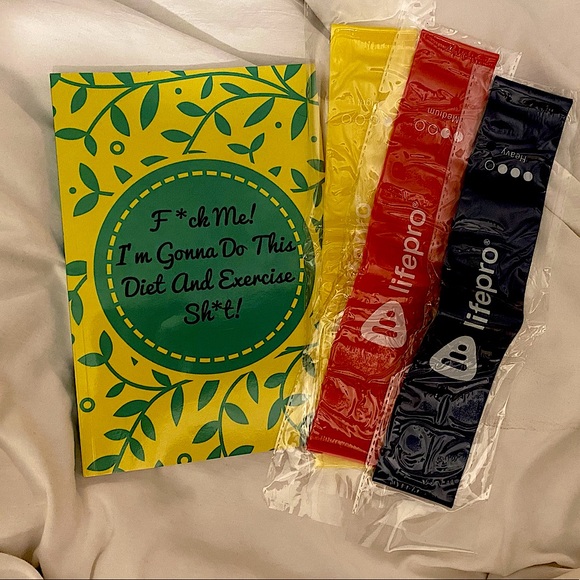 F*ck Me!
I'm Gonna Do This
Diet And Exercise
Sh*t!
lifepro®
Medium
lifepro®
Heavy